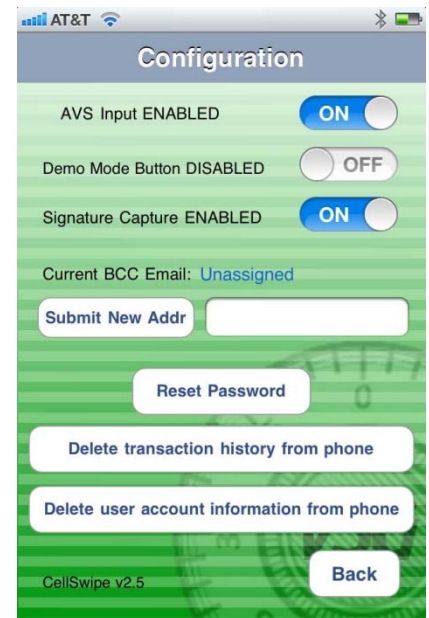 AT&T
Configuration
AVS Input ENABLED ON
Demo Mode Button DISABLED OFF
Signature Capture ENABLED ON
Current BCC Email: Unassigned
Submit New Addr
Reset Password
0
Delete transaction history from phone
Delete user account information from phone
CellSwipe v2.5
Back